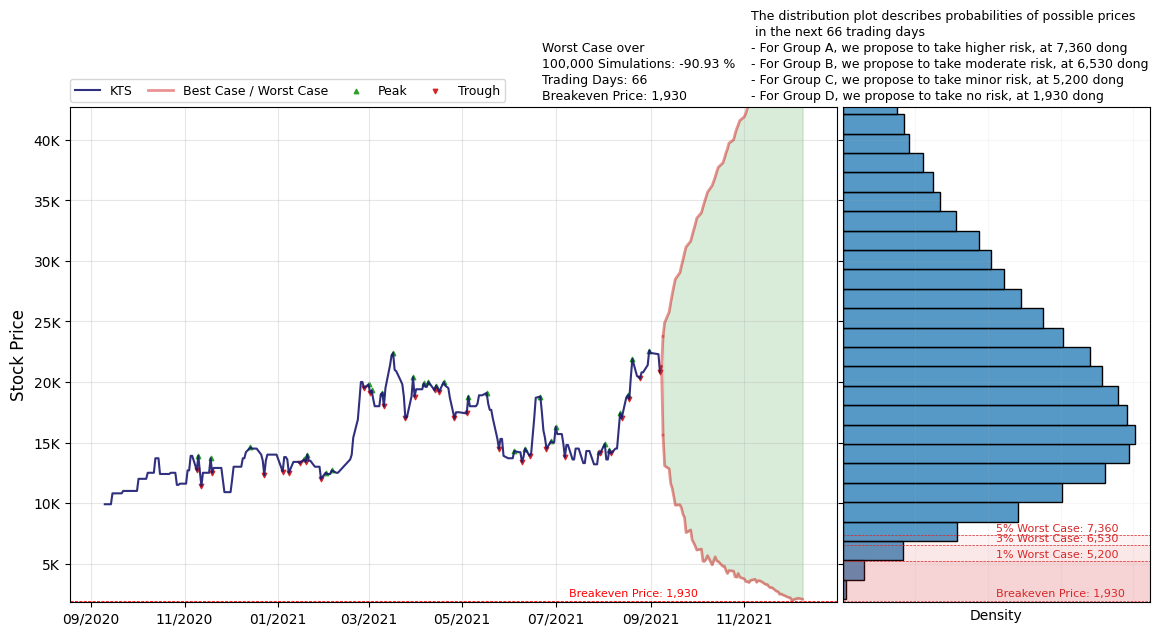 The distribution plot describes probabilities of possible prices
in the next 66 trading days
- For Group A, we propose to take higher risk, at 7,360 dong
- For Group B, we propose to take moderate risk, at 6,530 dong
- For Group C, we propose to take minor risk, at 5,200 dong
- For Group D, we propose to take no risk, at 1,930 dong
Worst Case over
100,000 Simulations: -90.93 %
Trading Days: 66
Breakeven Price: 1,930
KTS
Best Case / Worst Case
Peak
Trough
Stock Price
40K
35K
30K
25K
20K
15K
10K
5K
09/2020
11/2020
01/2021
03/2021
05/2021
07/2021
09/2021
11/2021
Breakeven Price: 1,930
5% Worst Case: 7,360
3% Worst Case: 6,530
1% Worst Case: 5,200
Breakeven Price: 1,930
Density